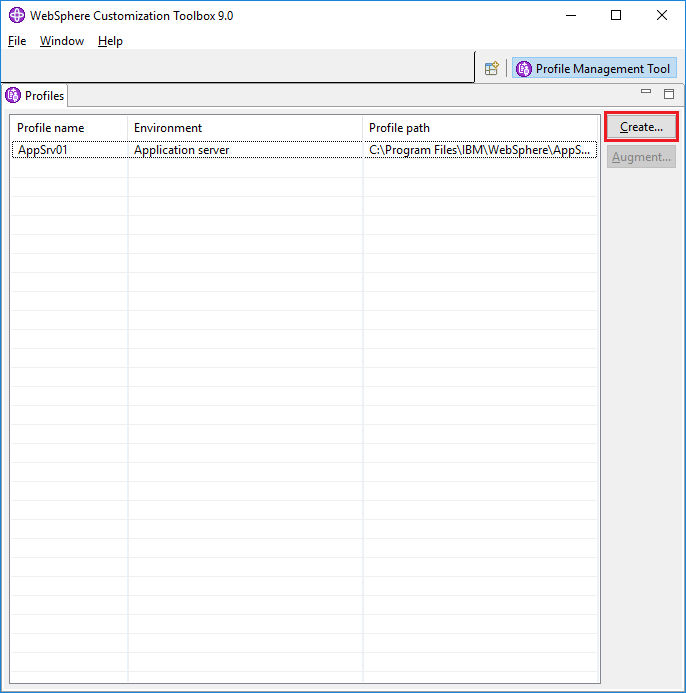 WebSphere Customization Toolbox 9.0
File Window Help
Profile Management Tool
Profiles
Profile name Environment Profile path
Create...
AppSrv01 Application server C:\Program Files\IBM\WebSphere\AppS...
Augment...